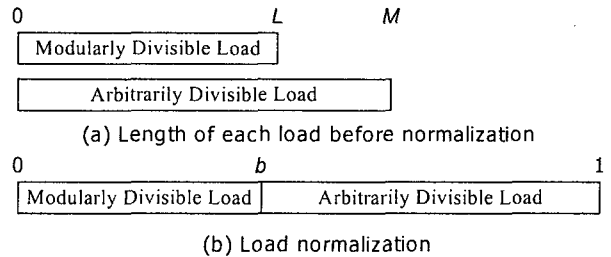 0 L M
Modularly Divisible Load
Arbitrarily Divisible Load
(a) Length of each load before normalization
0 b 1
Modularly Divisible Load Arbitrarily Divisible Load
(b) Load normalization